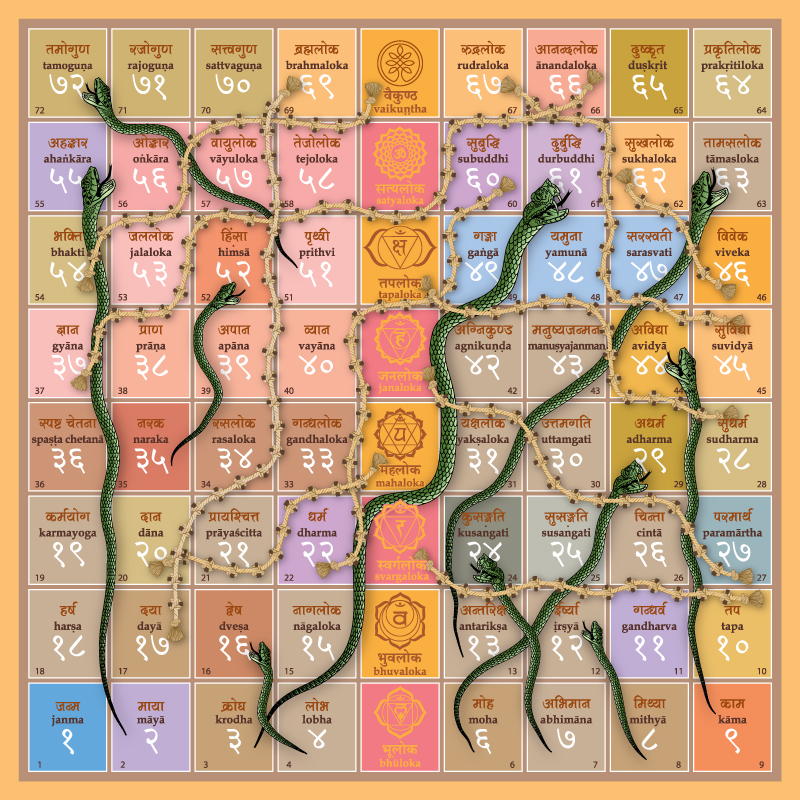 तमोगुण
tamoguṇa
७२
72
रजोगुण
rajoguṇa
७१
71
सत्त्वगुण
sattvaguṇa
७०
70
ब्रह्मलोक
brahmaloka
६९
69
वैकुण्ठ
vaikuṇṭha
रुद्रलोक
rudraloka
६७
67
आनन्दलोक
ānandaloka
६६
66
दुष्कृत
duṣkṛit
६५
65
प्रकृतिलोक
prakṛitiloka
६४
64
अहङ्कार
ahaṅkāra
५५
55
ओङ्कार
oṅkāra
५६
56
वायुलोक
vāyuloka
५७
57
तेजोलोक
tejoloka
५८
58
ॐ
सत्यलोक
satyaloka
सुबुद्धि
subuddhi
६०
60
दुर्बुद्धि
durbuddhi
६१
61
सुखलोक
sukhaloka
६२
62
तामसलोक
tāmasloka
६३
63
भक्ति
bhakti
५४
54
जललोक
jalaloka
५३
53
हिंसा
hiṃsā
५२
52
पृथ्वी
pṛithvi
५१
51
क्ष
तपलोक
tapaloka
गङ्गा
gaṅgā
४९
49
यमुना
yamunā
४८
48
सरस्वती
sarasvati
४७
47
विवेक
viveka
४६
46
ज्ञान
gyāna
३७
37
प्राण
prāṇa
३८
38
अपान
apāna
३९
39
व्यान
vayāna
४०
40
ह
जनलोक
janaloka
अग्निकुण्ड
agnikuṇḍa
४२
42
मनुष्यजन्मन
manuṣyajanman
४३
43
अविद्या
avidyā
४४
44
सुविद्या
suvidyā
४५
45
स्पष्ट चेतना
spaṣṭa chetanā
३६
36
नरक
naraka
३५
35
रसलोक
rasaloka
३४
34
गन्धलोक
gandhaloka
३३
33
य
महलोक
mahaloka
यक्षलोक
yakṣaloka
३१
31
उत्तमगति
uttamgati
३०
30
अधर्म
adharma
२९
29
सुधर्म
sudharma
२८
28
कर्मयोग
karmayoga
१९
19
दान
dāna
२०
20
प्रायश्चित्त
prāyaścitta
२१
21
धर्म
dharma
२२
22
र
स्वर्गलोक
svargaloka
कुसङ्गति
kusangati
२४
24
सुसङ्गति
susangati
२५
25
चिन्ता
cintā
२६
26
परमार्थ
paramārtha
२७
27
हर्ष
harṣa
१८
18
दया
dayā
१७
17
द्वेष
dveṣa
१६
16
नागलोक
nāgaloka
१५
15
व
भुवलोक
bhuvaloka
अन्तरिक्ष
antarikṣa
१३
13
ईर्ष्या
iṛṣyā
१२
12
गन्धर्व
gandharva
११
11
तप
tapa
१०
10
जन्म
janma
१
1
माया
māyā
२
2
क्रोध
krodha
३
3
लोभ
lobha
४
4
भूलोक
bhūloka
मोह
moha
६
6
अभिमान
abhimāna
७
7
मिथ्या
mithyā
८
8
काम
kāma
९
9